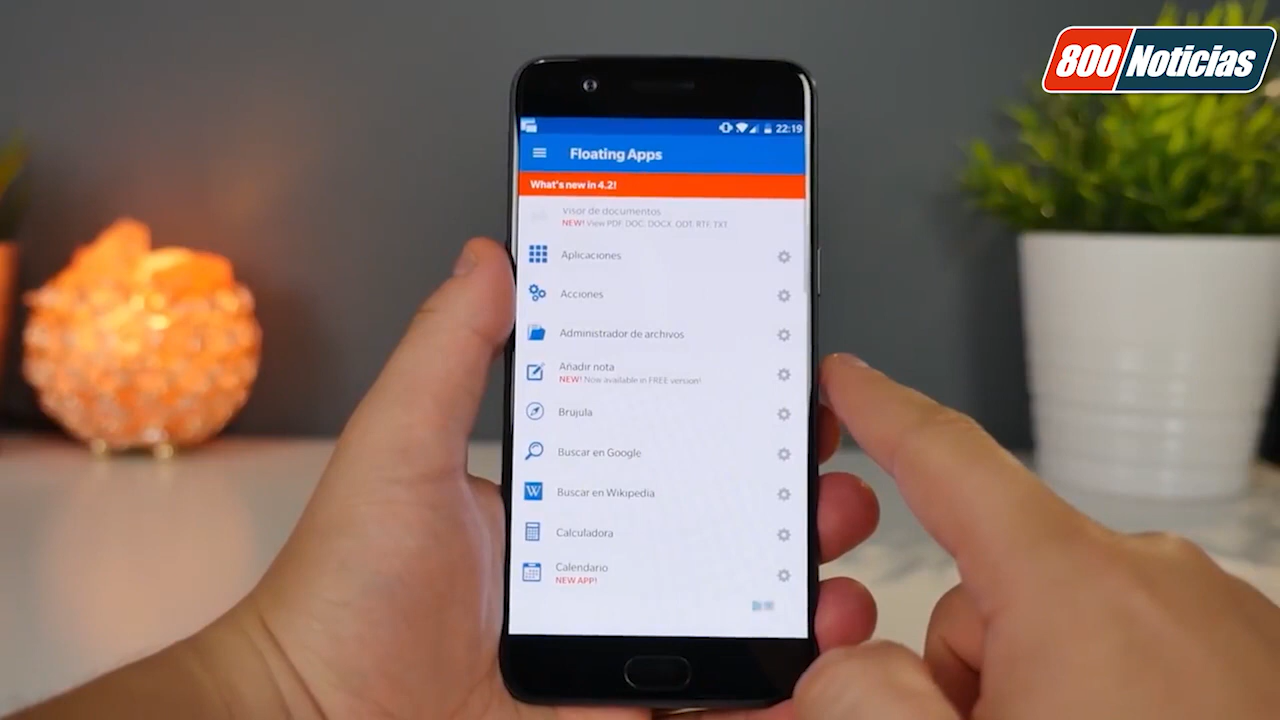 800 Noticias
22:19
Floating Apps
What's new in 4.2!
Visor de documentos
NEW! View PDF, DOC, DOCX, ODT, RTF, TXT
Aplicaciones
Acciones
Administrador de archivos
Añadir nota
NEW! Now available in FREE version!
Brújula
Buscar en Google
W Buscar en Wikipedia
Calculadora
Calendario
NEW APP!